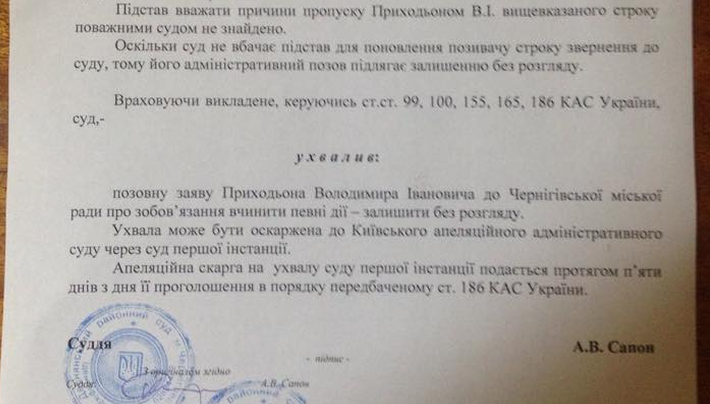 Підстав вважати причини пропуску Приходьоном В.І. вищевказаного строку
поважними судом не знайдено.
Оскільки суд не вбачає підстав для поновлення позивачу строку звернення до
суду, тому його адміністративний позов підлягає залишенню без розгляду.
Враховуючи викладене, керуючись ст.ст. 99, 100, 155, 165, 186 КАС України,
суд,-
ухвалив:
позовну заяву Приходьона Володимира Івановича до Чернігівської міської
ради про зобов’язання вчинити певні дії – залишити без розгляду.
Ухвала може бути оскаржена до Київського апеляційного адміністративного
суду через суд першої інстанції.
Апеляційна скарга на ухвалу суду першої інстанції подається протягом п’яти
днів з дня її проголошення в порядку передбаченому ст. 186 КАС України.
Суддя А.В. Сапон
- підпис -
З оригіналом згідно
Суддя: А.В. Сапон
районний суд м